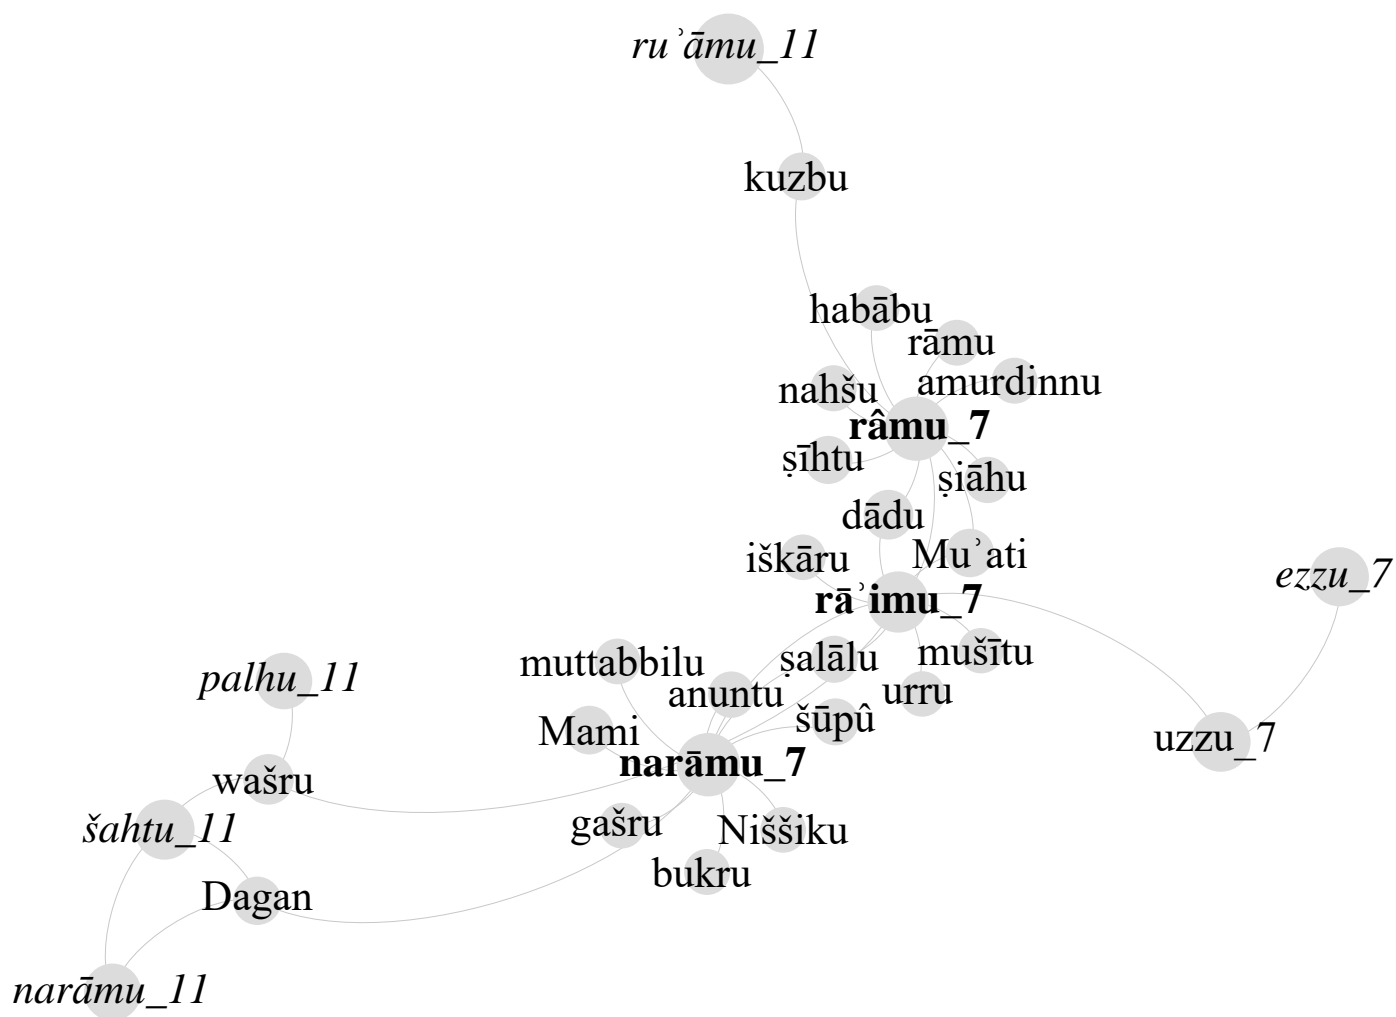 ruʾāmu_11
kuzbu
habābu
rāmu
nahšu
amurdinnu
râmu_7
ṣīhtu
ṣiāhu
dādu
iškāru
Muʾati
ezzu_7
rāʾimu_7
muttabbilu
ṣalālu
mušītu
palhu_11
anuntu
urru
Mami
šūpû
uzzu_7
narāmu_7
wašru
šahtu_11
gašru
Niššiku
bukru
Dagan
narāmu_11